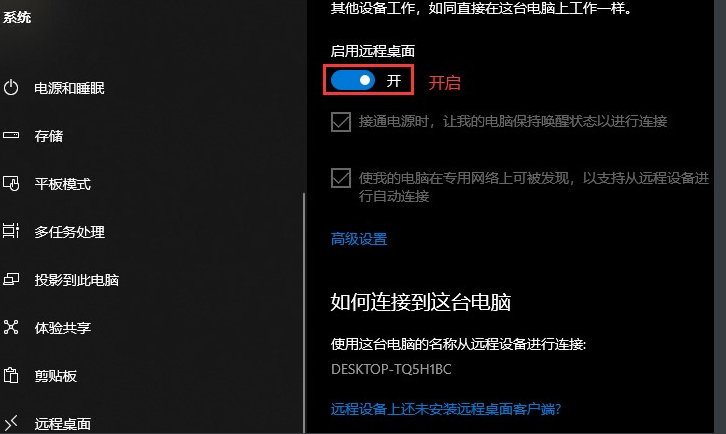 系统
电源和睡眠
存储
平板模式
多任务处理
投影到此电脑
体验共享
剪贴板
远程桌面
其他设备工作，如同直接在这台电脑上工作一样。
启用远程桌面
开
开启
接通电源时，让我的电脑保持唤醒状态以进行连接
使我的电脑在专用网络上可被发现，以支持从远程设备进
行自动连接
高级设置
如何连接到这台电脑
使用这台电脑的名称从远程设备进行连接:
DESKTOP-TQ5H1BC
远程设备上还未安装远程桌面客户端?